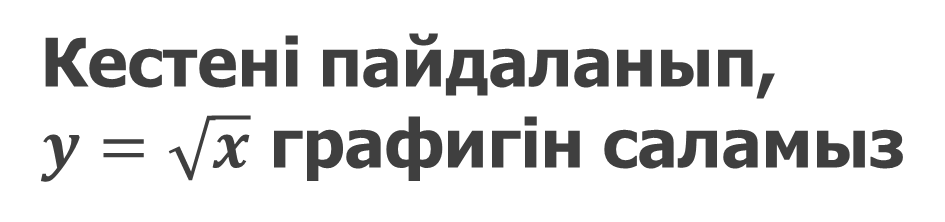 Кестені пайдаланып,
y = √x графигін саламыз